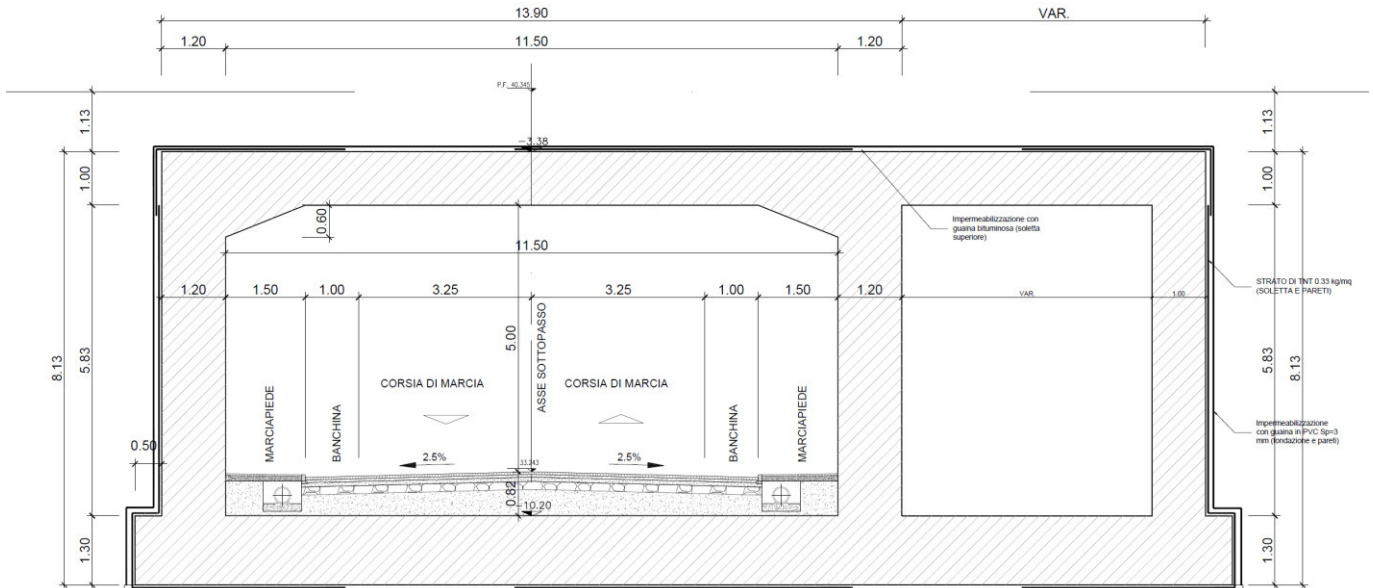 13.90
VAR.
1.20
11.50
1.20
P.F. 40.345
1.13
1.13
-3.38
1.00
1.00
0.60
Impermeabilizzazione con
guaina bituminosa (soletta
superiore)
11.50
STRATO DI TNT 0.33 kg/mq
(SOLETTA E PARETI)
1.20
1.50
1.00
3.25
3.25
1.00
1.50
1.20
VAR.
1.00
8.13
5.83
5.00
ASSE SOTTOPASSO
5.83
8.13
CORSIA DI MARCIA
CORSIA DI MARCIA
MARCIAPIEDE
BANCHINA
BANCHINA
MARCIAPIEDE
Impermeabilizzazione
con guaina in PVC Sp=3
mm (fondazione e pareti)
0.50
2.5%
2.5%
33.243
0.82
-10.20
1.30
1.30